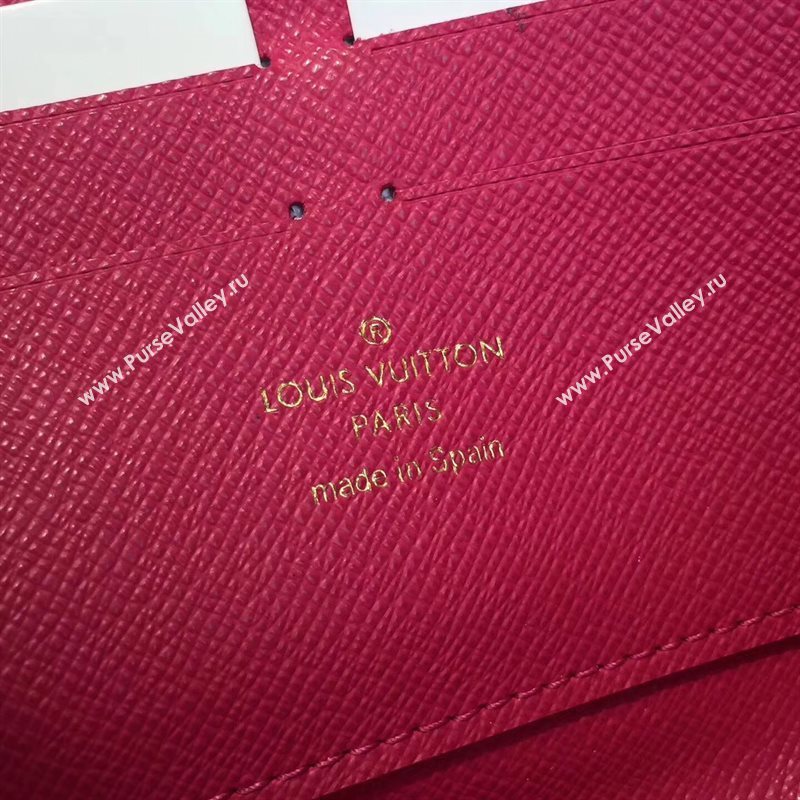 ®
LOUIS VUITTON
PARIS
made in Spain
www.PurseValley.ru
www.PurseValley.ru